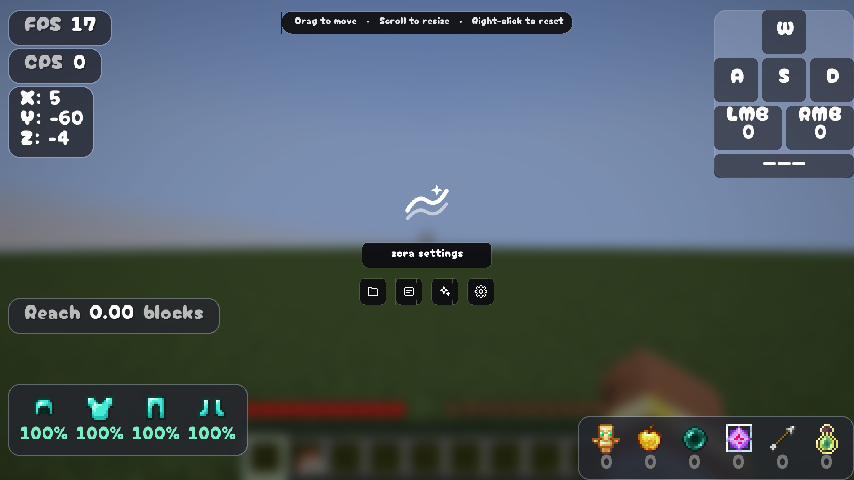 FPS 17
Drag to move · Scroll to resize · Right-click to reset
CPS 0
X: 5
Y: -60
Z: -4
W
A S D
LMB RMB
0 0
zora settings
Reach 0.00 blocks
100% 100% 100% 100%
0 0 0 0 0 0